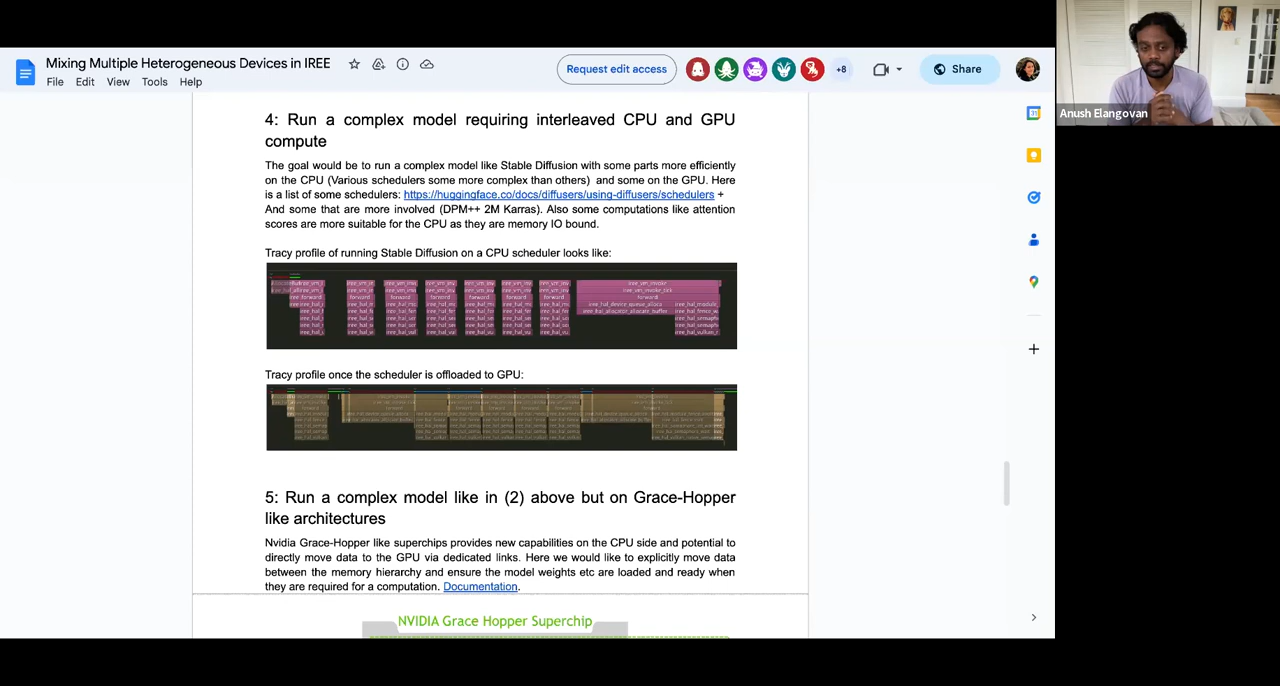 Mixing Multiple Heterogeneous Devices in IREE
File Edit View Tools Help
Request edit access
+8
Share
Anush Elangovan
31
4: Run a complex model requiring interleaved CPU and GPU
compute
The goal would be to run a complex model like Stable Diffusion with some parts more efficiently
on the CPU (Various schedulers some more complex than others) and some on the GPU. Here
is a list of some schedulers: https://huggingface.co/docs/diffusers/using-diffusers/schedulers +
And some that are more involved (DPM++ 2M Karras). Also some computations like attention
scores are more suitable for the CPU as they are memory IO bound.
Tracy profile of running Stable Diffusion on a CPU scheduler looks like:
iree_vm_invoke
forward
Tracy profile once the scheduler is offloaded to GPU:
5: Run a complex model like in (2) above but on Grace-Hopper
like architectures
Nvidia Grace-Hopper like superchips provides new capabilities on the CPU side and potential to
directly move data to the GPU via dedicated links. Here we would like to explicitly move data
between the memory hierarchy and ensure the model weights etc are loaded and ready when
they are required for a computation. Documentation.
NVIDIA Grace Hopper Superchip